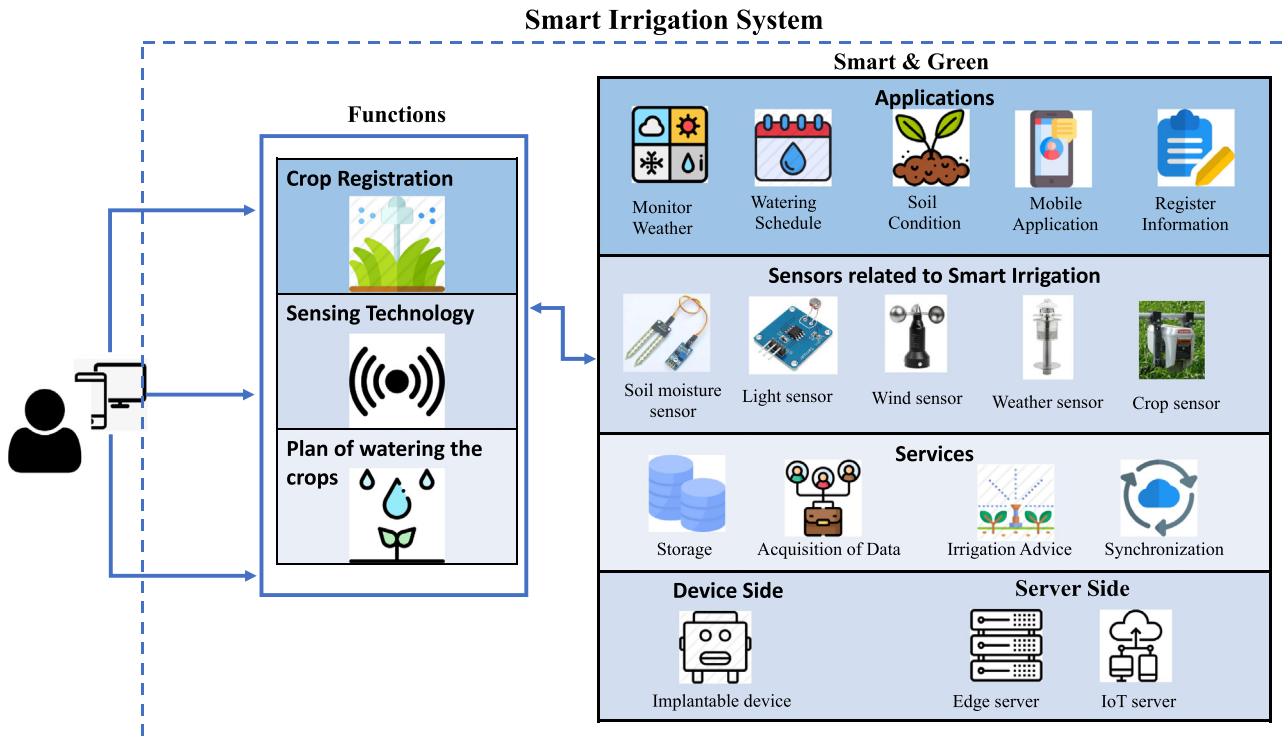 Smart Irrigation System
Smart & Green
Functions
Crop Registration
Sensing Technology
Plan of watering the
crops
Applications
Monitor
Weather
Watering
Schedule
Soil
Condition
Mobile
Application
Register
Information
Sensors related to Smart Irrigation
Soil moisture
sensor
Light sensor
Wind sensor
Weather sensor
Crop sensor
Services
Storage
Acquisition of Data
Irrigation Advice
Synchronization
Device Side
Server Side
Implantable device
Edge server
IoT server